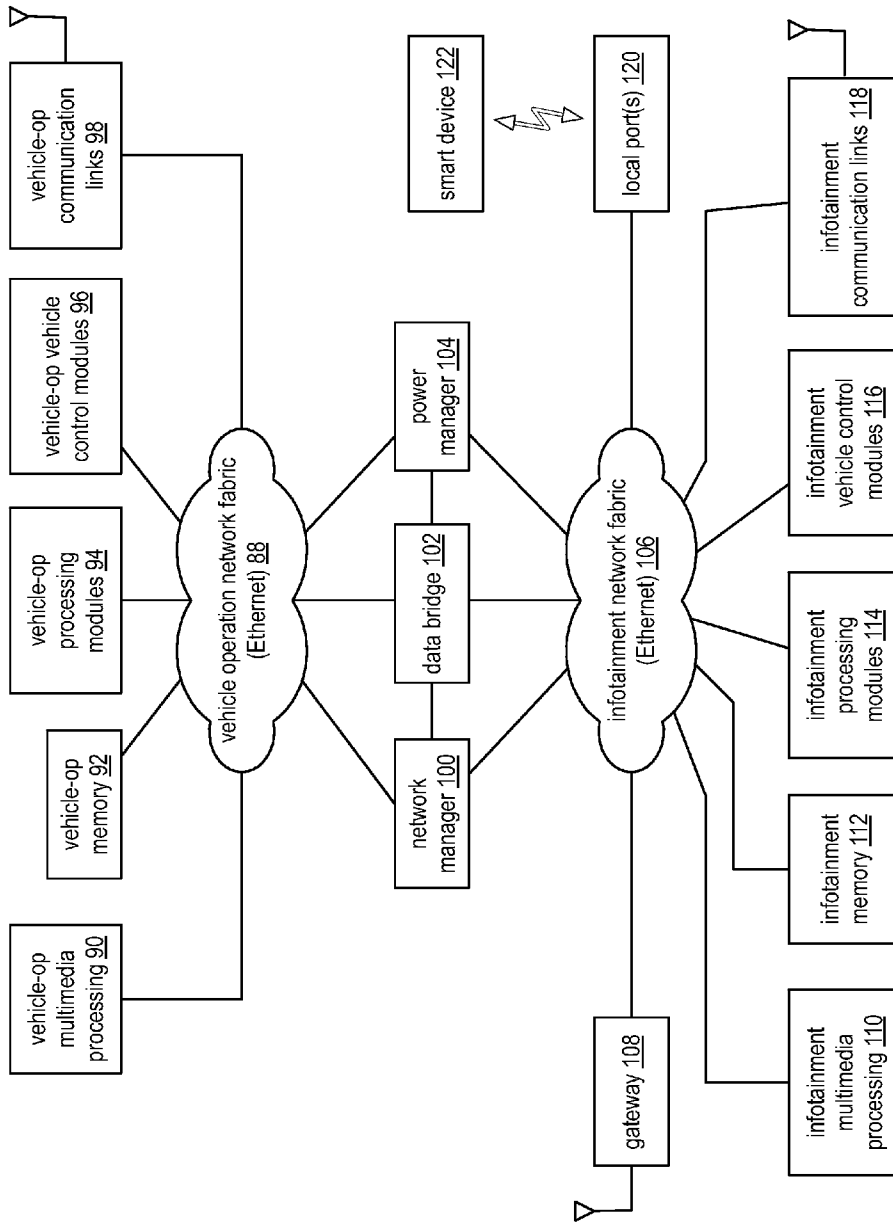 vehicle-op
multimedia
processing 90
vehicle-op
memory 92
vehicle-op
processing
modules 94
vehicle-op vehicle
control modules 96
vehicle-op
communication
links 98
vehicle operation network fabric
(Ethernet) 88
network
manager 100
data bridge 102
power
manager 104
smart device 122
gateway 108
infotainment network fabric
(Ethernet) 106
local port(s) 120
infotainment
multimedia
processing 110
infotainment
memory 112
infotainment
processing
modules 114
infotainment
vehicle control
modules 116
infotainment
communication links 118